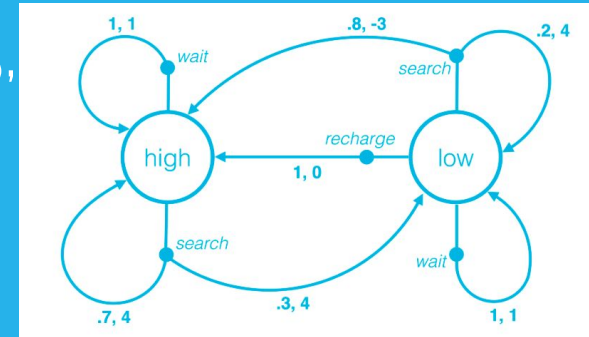 1, 1
.8, -3
.2, 4
wait
search
,
recharge
high
low
1, 0
search
wait
.3, 4
.7, 4
1, 1